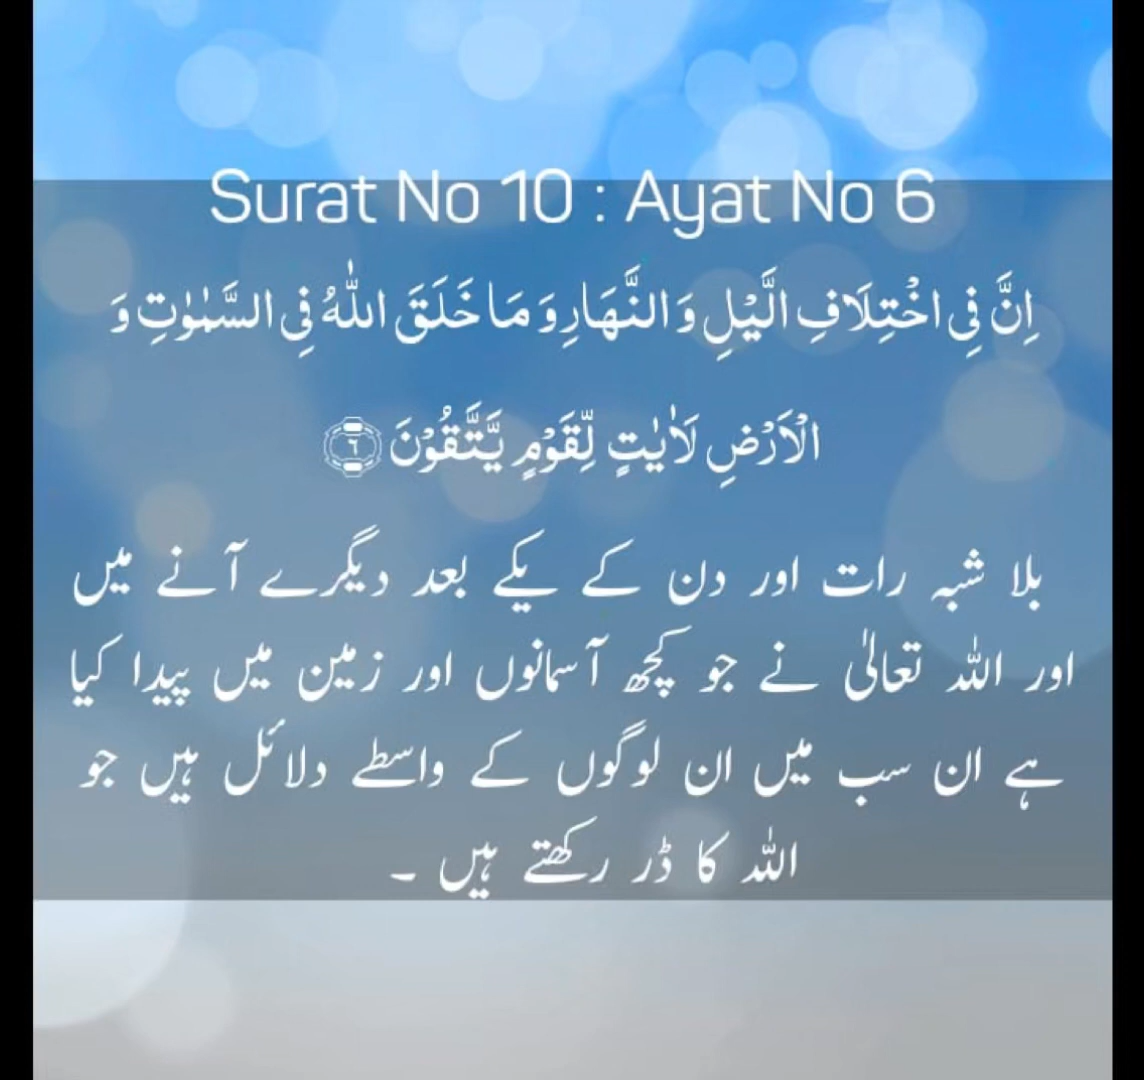 Surat No 10 : Ayat No 6
اِنَّ فِی اخۡتِلَافِ الَّیۡلِ وَ النَّهَارِ وَ مَا خَلَقَ اللّٰهُ فِی السَّمٰوٰتِ وَ
الۡاَرۡضِ لَاٰیٰتٍ لِّقَوۡمٍ یَّتَّقُوۡنَ ﴿۶﴾
بلا شبہ رات اور دن کے یکے بعد دیگرے آنے میں
اور اللہ تعالیٰ نے جو کچھ آسمانوں اور زمین میں پیدا کیا
ہے ان سب میں ان لوگوں کے واسطے دلائل ہیں جو
اللہ کا ڈر رکھتے ہیں ۔